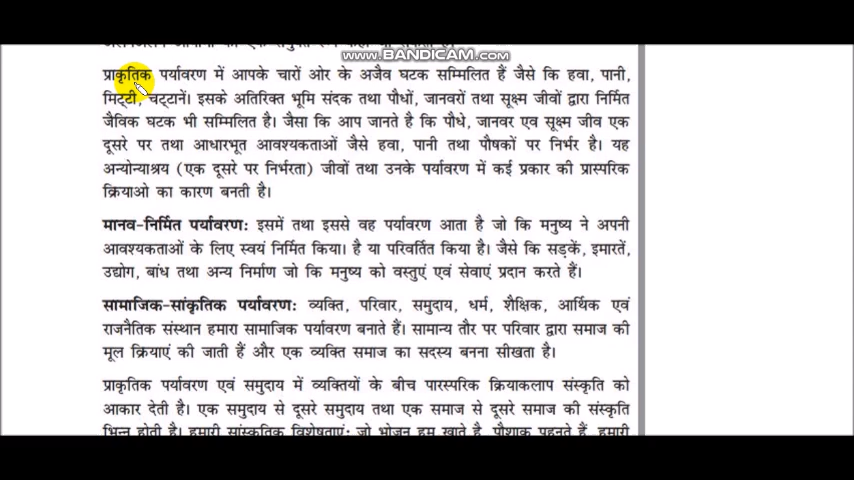 www.BANDICAM.com
प्राकृतिक पर्यावरण में आपके चारों ओर के अजैव घटक सम्मिलित हैं जैसे कि हवा, पानी,
मिट्टी, चट्टानें। इसके अतिरिक्त भूमि संदक तथा पौधों, जानवरों तथा सूक्ष्म जीवों द्वारा निर्मित
जैविक घटक भी सम्मिलित है। जैसा कि आप जानते है कि पौधे, जानवर एव सूक्ष्म जीव एक
दूसरे पर तथा आधारभूत आवश्यकताओं जैसे हवा, पानी तथा पौषकों पर निर्भर है। यह
अन्योन्याश्रय (एक दूसरे पर निर्भरता) जीवों तथा उनके पर्यावरण में कई प्रकार की प्रास्परिक
क्रियाओ का कारण बनती है।
मानव-निर्मित पर्यावरण: इसमें तथा इससे वह पर्यावरण आता है जो कि मनुष्य ने अपनी
आवश्यकताओं के लिए स्वयं निर्मित किया। है या परिवर्तित किया है। जैसे कि सड़कें, इमारतें,
उद्योग, बांध तथा अन्य निर्माण जो कि मनुष्य को वस्तुएं एवं सेवाएं प्रदान करते हैं।
सामाजिक-सांकृतिक पर्यावरण: व्यक्ति, परिवार, समुदाय, धर्म, शैक्षिक, आर्थिक एवं
राजनैतिक संस्थान हमारा सामाजिक पर्यावरण बनाते हैं। सामान्य तौर पर परिवार द्वारा समाज की
मूल क्रियाएं की जाती हैं और एक व्यक्ति समाज का सदस्य बनना सीखता है।
प्राकृतिक पर्यावरण एवं समुदाय में व्यक्तियों के बीच पारस्परिक क्रियाकलाप संस्कृति को
आकार देती है। एक समुदाय से दूसरे समुदाय तथा एक समाज से दूसरे समाज की संस्कृति
भिन्न होती है। हमारी सांस्कृतिक विशेषताएं: जो भोजन हम खाते है, पौशाक पहनते हैं, हमारी